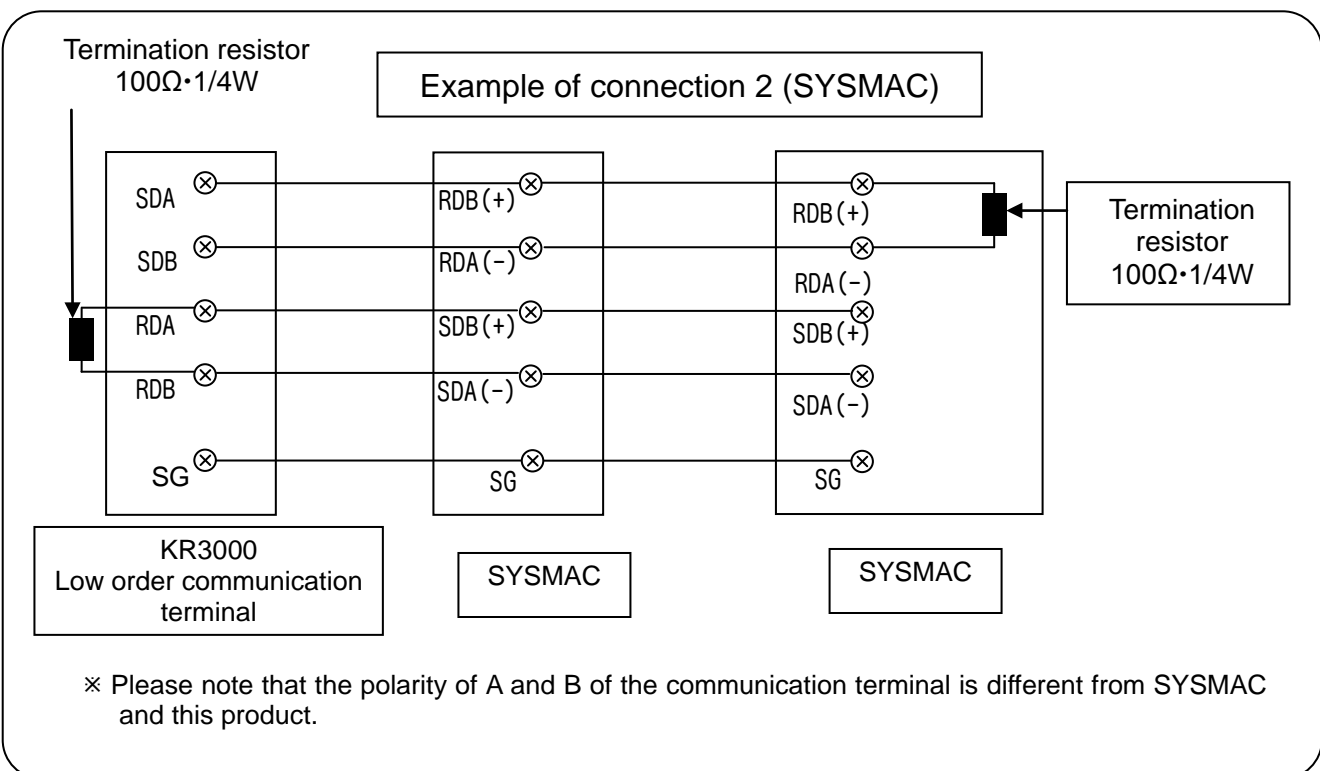 Termination resistor
100Ω・1/4W
Example of connection 2 (SYSMAC)
SDA
SDB
RDA
RDB
SG
RDB(+)
RDA(-)
SDB(+)
SDA(-)
SG
RDB(+)
RDA(-)
SDB(+)
SDA(-)
SG
Termination
resistor
100Ω・1/4W
KR3000
Low order communication
terminal
SYSMAC
SYSMAC
※ Please note that the polarity of A and B of the communication terminal is different from SYSMAC
and this product.